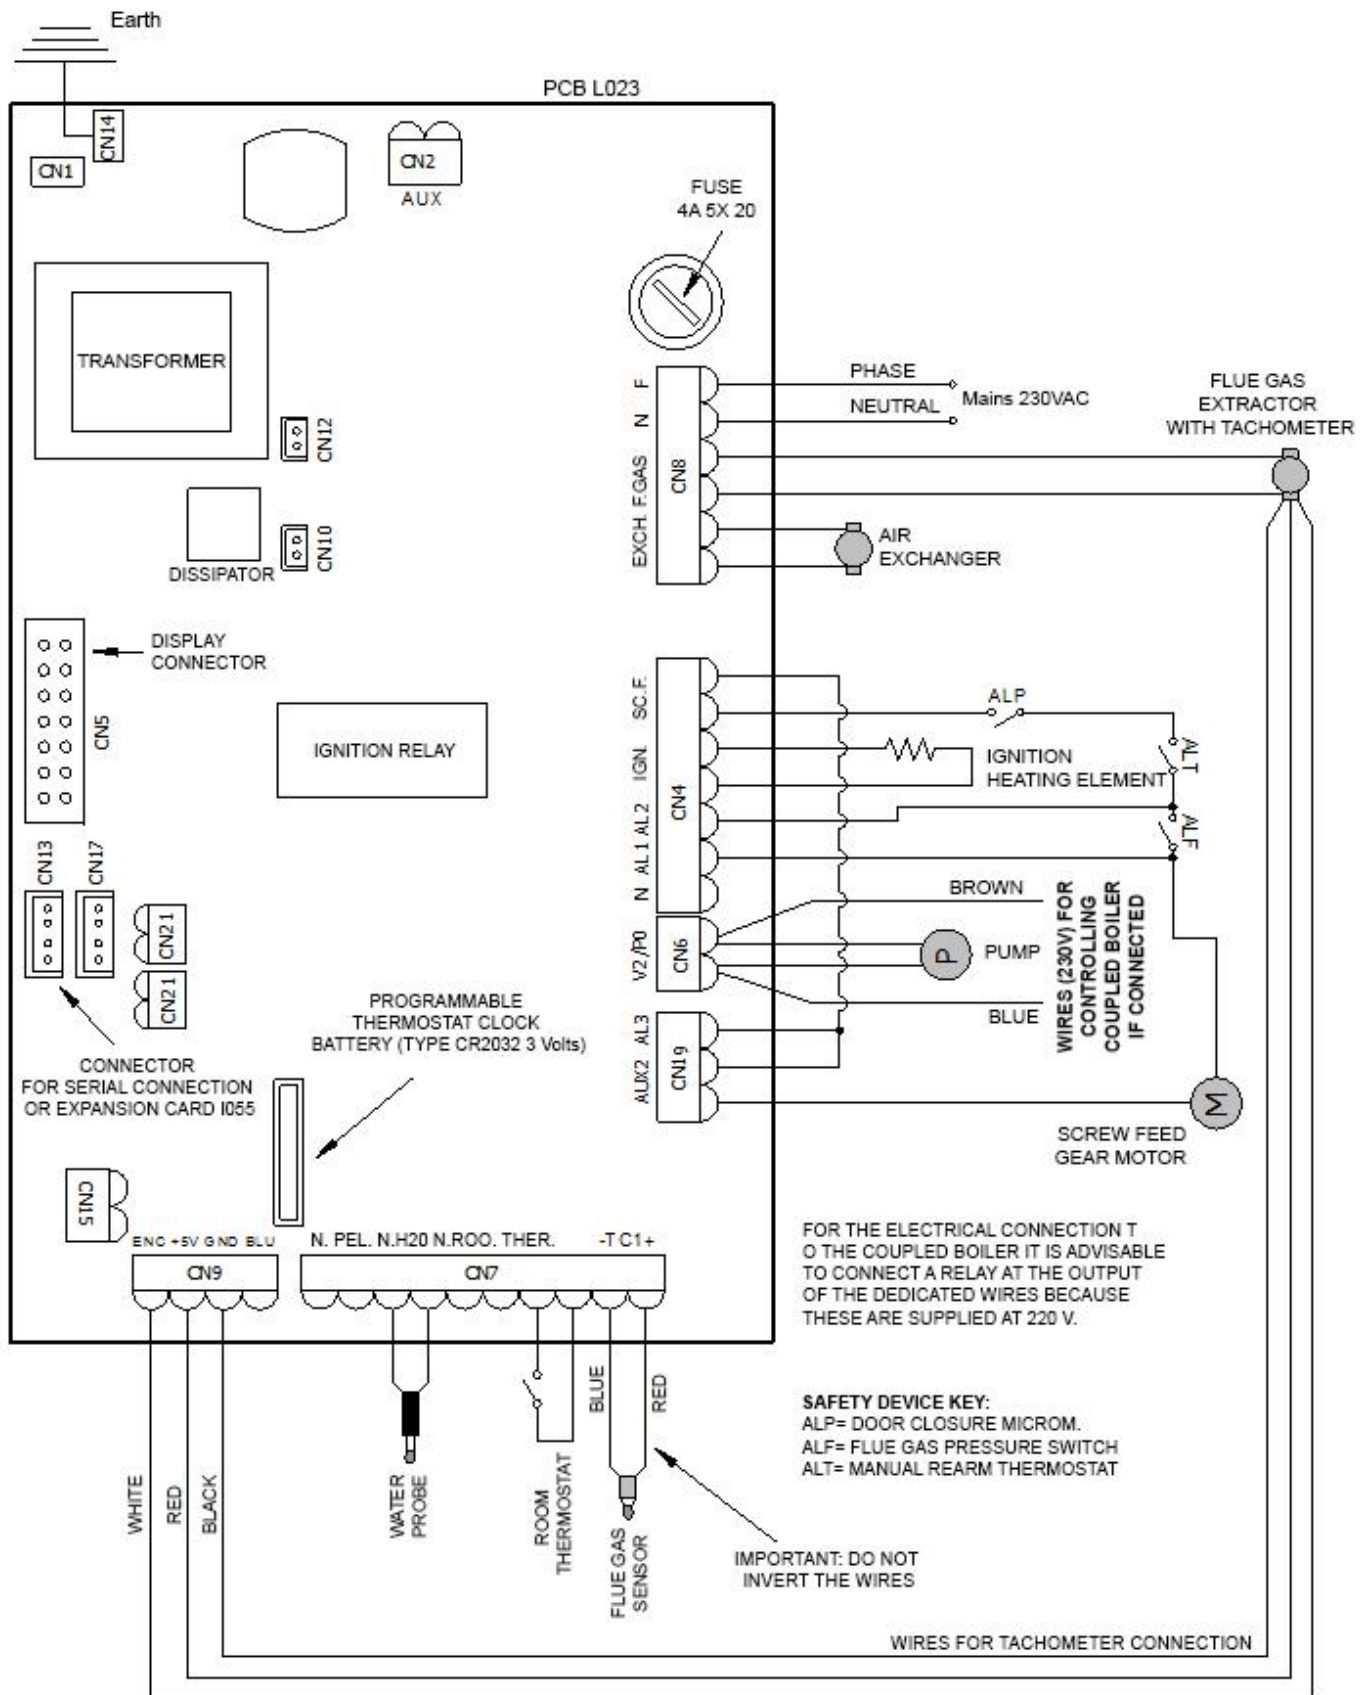 Earth
PCB L023
CN14
CN1
CN2
AUX
FUSE
4A 5X 20
TRANSFORMER
CN12
DISSIPATOR
CN10
F
N
EXCH. F.GAS
CN8
PHASE
NEUTRAL
Mains 230VAC
FLUE GAS
EXTRACTOR
WITH TACHOMETER
AIR
EXCHANGER
DISPLAY
CONNECTOR
CN5
IGNITION RELAY
SC.F.
IGN.
AL2
AL1
N
CN4
ALP
IGNITION
HEATING ELEMENT
ALT
ALF
CN13
CN17
CN21
CN21
V2/P0
CN6
BROWN
P
PUMP
BLUE
WIRES (230V) FOR
CONTROLLING
COUPLED BOILER
IF CONNECTED
CONNECTOR
FOR SERIAL CONNECTION
OR EXPANSION CARD I055
PROGRAMMABLE
THERMOSTAT CLOCK
BATTERY (TYPE CR2032 3 Volts)
AUX2 AL3
CN19
M
SCREW FEED
GEAR MOTOR
CN15
ENC +5V GND BLU
CN9
N. PEL. N.H20 N.ROO. THER. -T C1+
CN7
FOR THE ELECTRICAL CONNECTION T
O THE COUPLED BOILER IT IS ADVISABLE
TO CONNECT A RELAY AT THE OUTPUT
OF THE DEDICATED WIRES BECAUSE
THESE ARE SUPPLIED AT 220 V.
SAFETY DEVICE KEY:
ALP= DOOR CLOSURE MICROM.
ALF= FLUE GAS PRESSURE SWITCH
ALT= MANUAL REARM THERMOSTAT
WHITE
RED
BLACK
WATER
PROBE
ROOM
THERMOSTAT
BLUE
RED
FLUE GAS
SENSOR
IMPORTANT: DO NOT
INVERT THE WIRES
WIRES FOR TACHOMETER CONNECTION